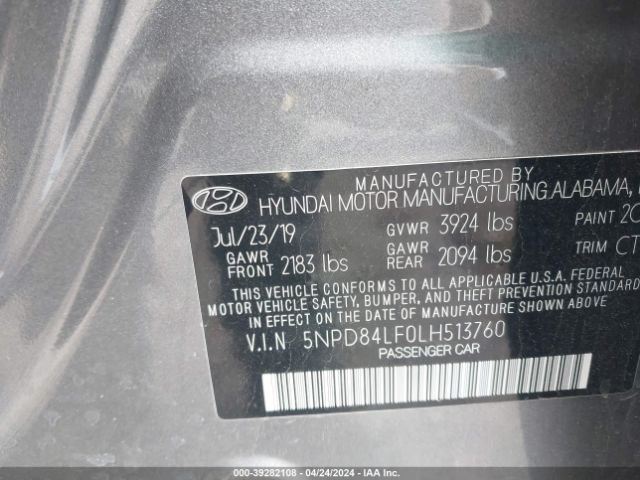 MANUFACTURED BY
HYUNDAI MOTOR MANUFACTURING ALABAMA,
Jul/23/19 GVWR 3924 lbs PAINT
GAWR FRONT 2183 lbs GAWR REAR 2094 lbs TRIM
THIS VEHICLE CONFORMS TO ALL APPLICABLE U.S.A. FEDERAL
MOTOR VEHICLE SAFETY, BUMPER, AND THEFT PREVENTION STANDARDS
IN EFFECT ON THE DATE OF MANUFACTURE SHOWN ABOVE
V.I.N 5NPD84LF0LH513760
PASSENGER CAR
000-39282108 - 04/24/2024 - IAA Inc.